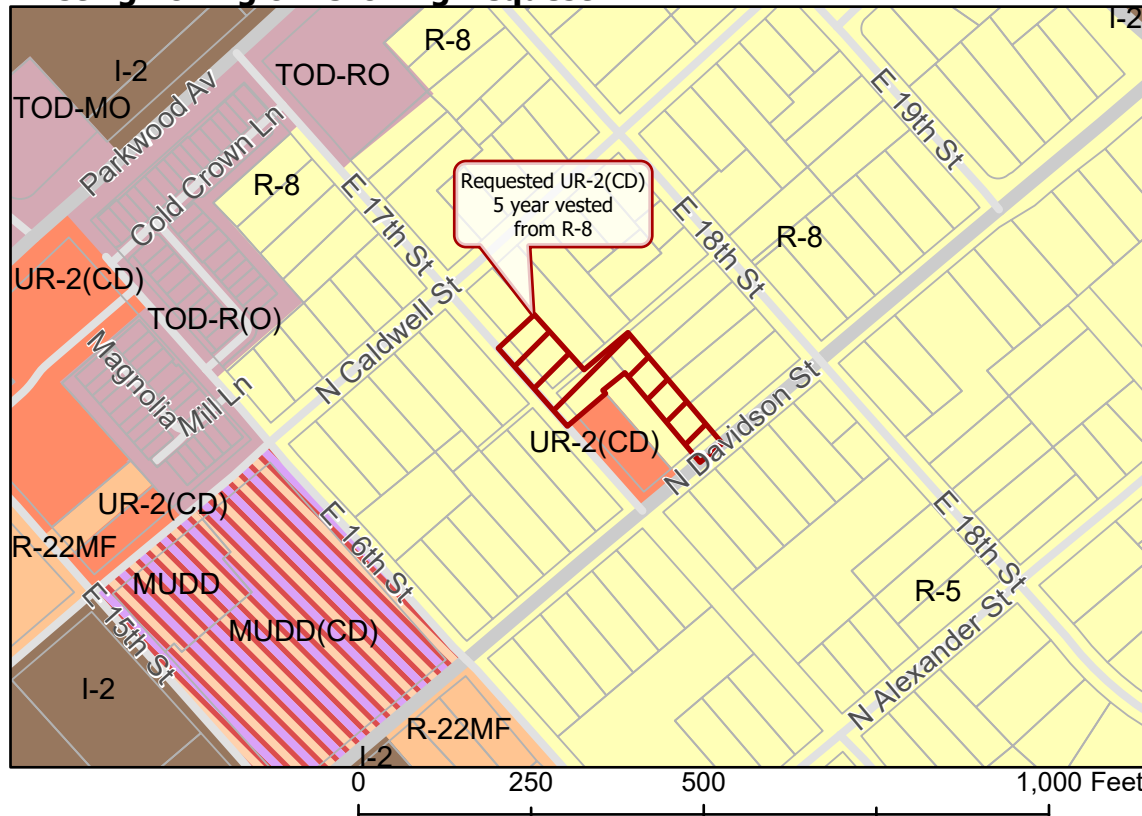 I-2
R-8
I-2
TOD-RO
TOD-MO
Parkwood Av
E 19th St
Cold Crown Ln
Requested UR-2(CD)
5 year vested
from R-8
R-8
E 17th St
E 18th St
R-8
UR-2(CD)
N Caldwell St
TOD-R(O)
Magnolia
Mill Ln
UR-2(CD)
N Davidson St
UR-2(CD)
R-22MF
E 16th St
E 18th St
MUDD
R-5
E 15th St
MUDD(CD)
N Alexander St
I-2
R-22MF
I-2
0 250 500 1,000 Feet